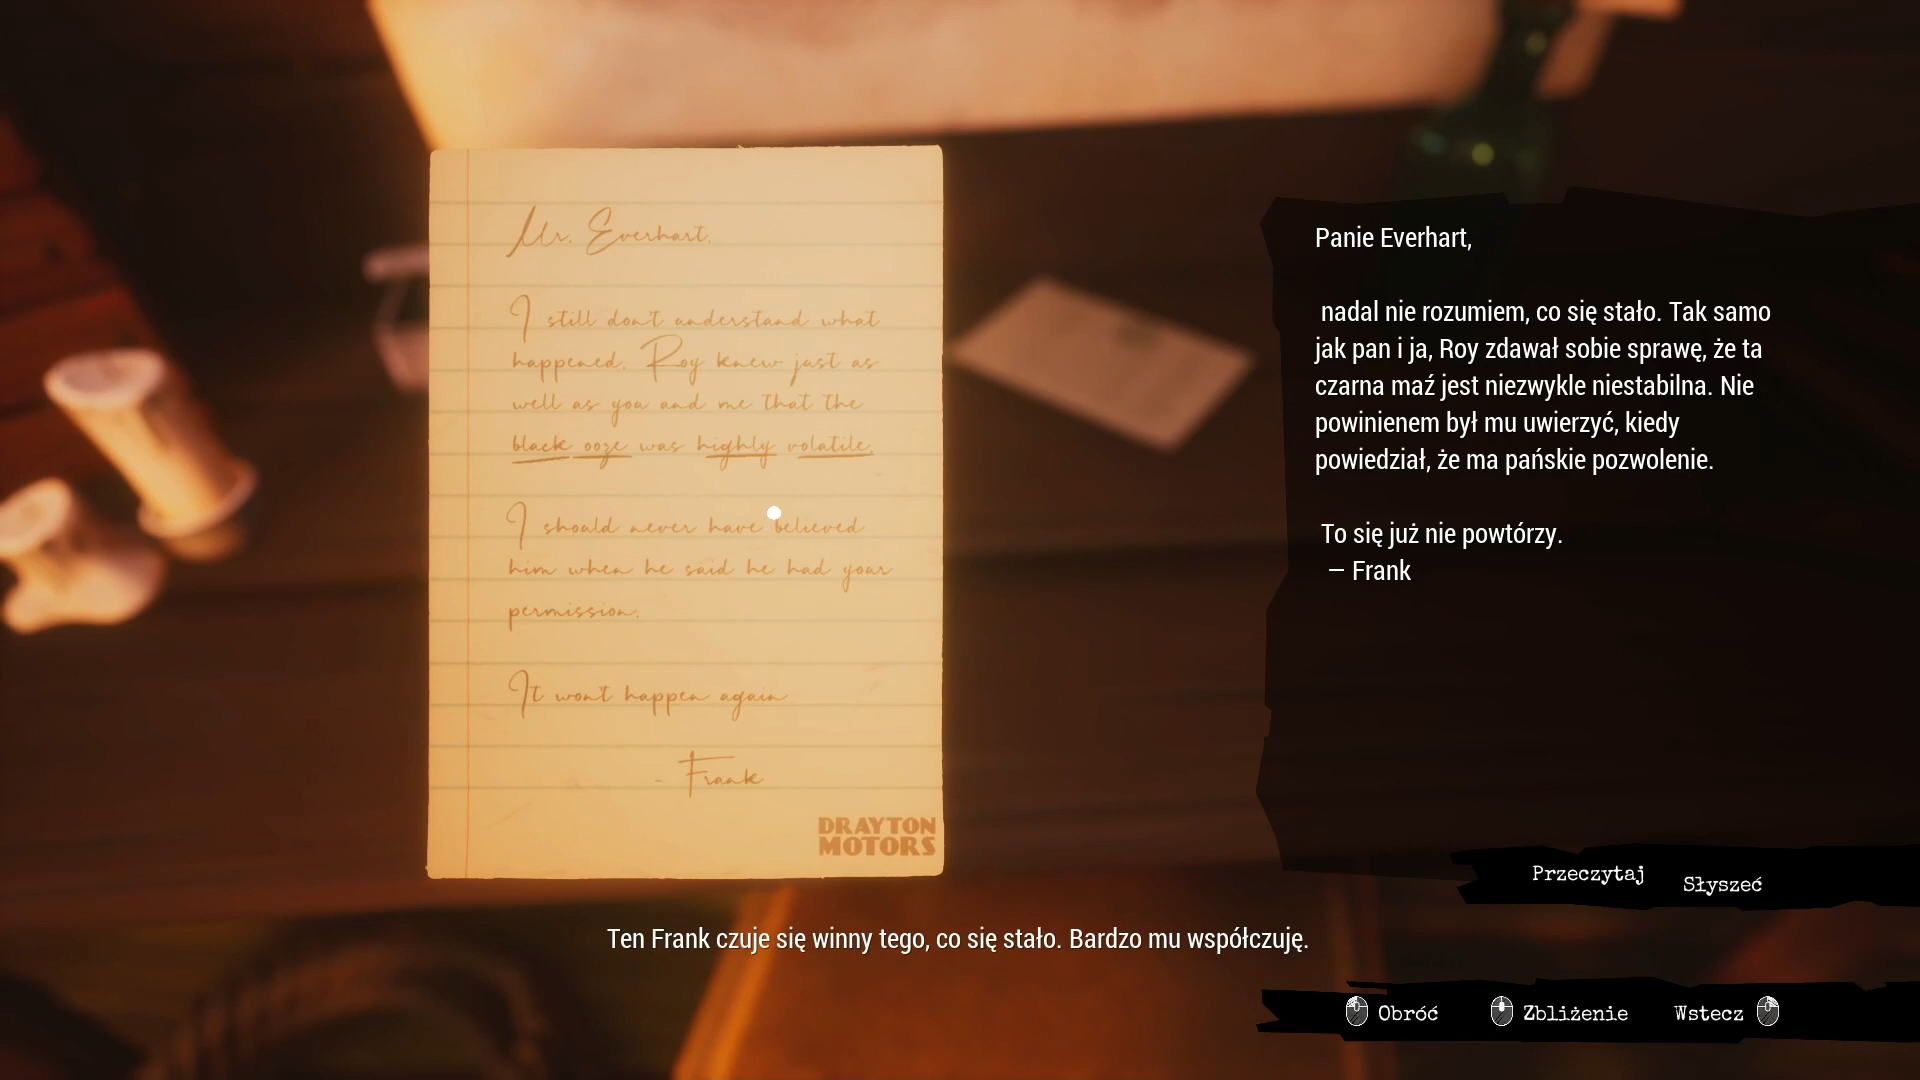 Mr. Everhart,
I still don't understand what
happened. Roy knew just as
well as you and me that the
black ooze was highly volatile.
I should never have believed
him when he said he had your
permission.
It won't happen again
- Frank
DRAYTON
MOTORS
Panie Everhart,
nadal nie rozumiem, co się stało. Tak samo
jak pan i ja, Roy zdawał sobie sprawę, że ta
czarna maź jest niezwykle niestabilna. Nie
powinienem był mu uwierzyć, kiedy
powiedział, że ma pańskie pozwolenie.
To się już nie powtórzy.
– Frank
Przeczytaj
Słyszeć
Ten Frank czuje się winny tego, co się stało. Bardzo mu współczuję.
Obróć
Zbliżenie
Wstecz